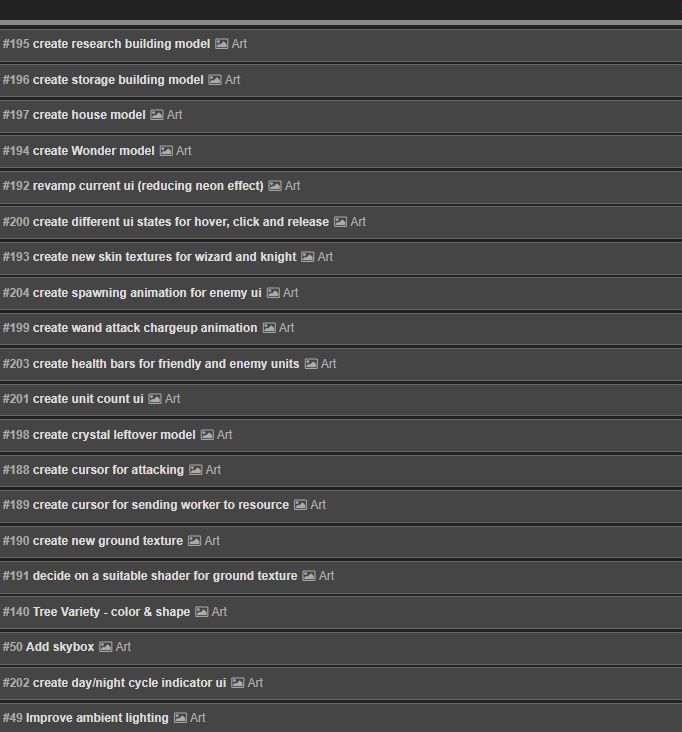 #195 create research building model Art
#196 create storage building model Art
#197 create house model Art
#194 create Wonder model Art
#192 revamp current ui (reducing neon effect) Art
#200 create different ui states for hover, click and release Art
#193 create new skin textures for wizard and knight Art
#204 create spawning animation for enemy ui Art
#199 create wand attack chargeup animation Art
#203 create health bars for friendly and enemy units Art
#201 create unit count ui Art
#198 create crystal leftover model Art
#188 create cursor for attacking Art
#189 create cursor for sending worker to resource Art
#190 create new ground texture Art
#191 decide on a suitable shader for ground texture Art
#140 Tree Variety - color & shape Art
#50 Add skybox Art
#202 create day/night cycle indicator ui Art
#49 Improve ambient lighting Art